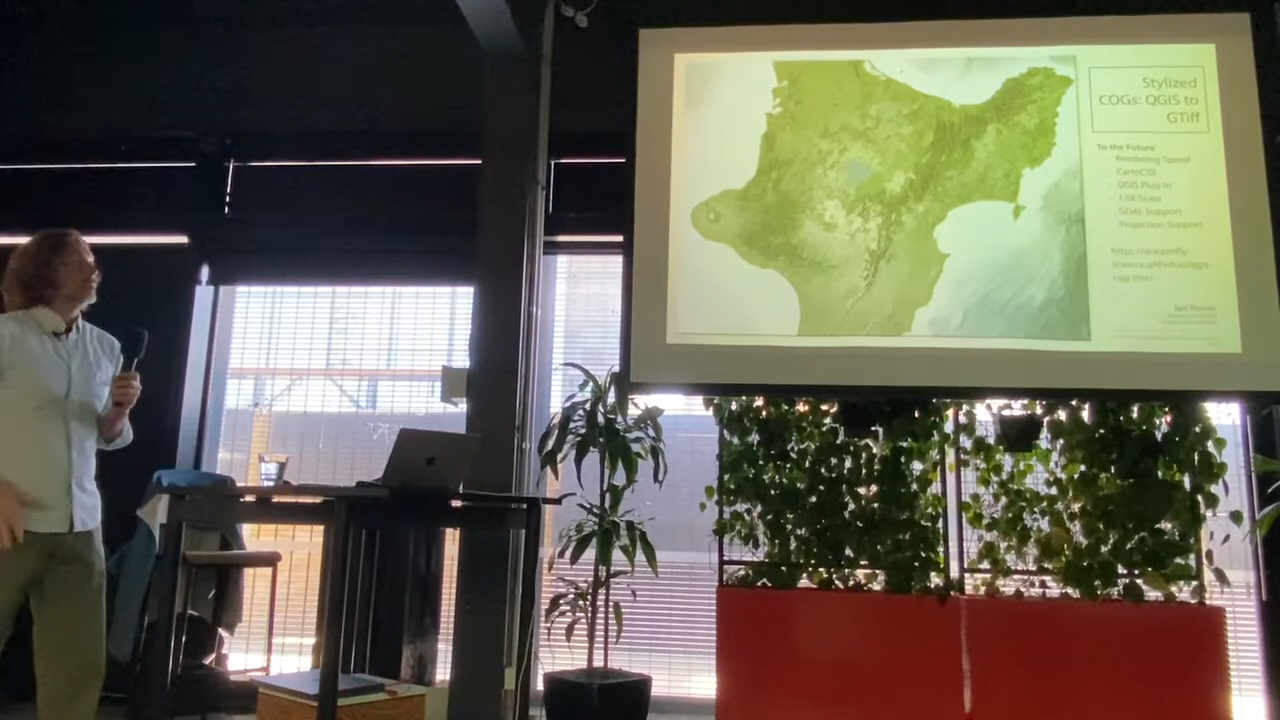 Stylized
COGs: QGIS to
GTiff
To the Future
Rendering Speed
CartoCSS
QGIS Plug-in
1:5K Scale
GDAL Support
Projection Support